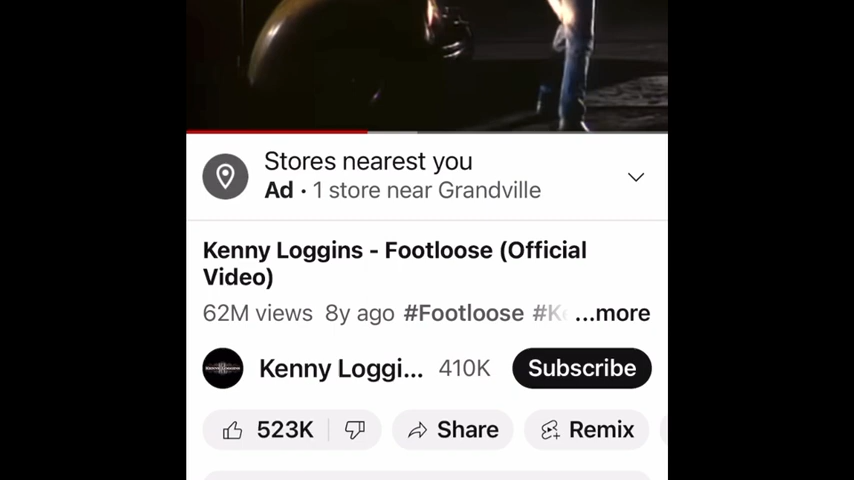 Stores nearest you
Ad • 1 store near Grandville
Kenny Loggins - Footloose (Official
Video)
62M views 8y ago #Footloose #Ke ...more
Kenny Loggi... 410K Subscribe
523K Share Remix